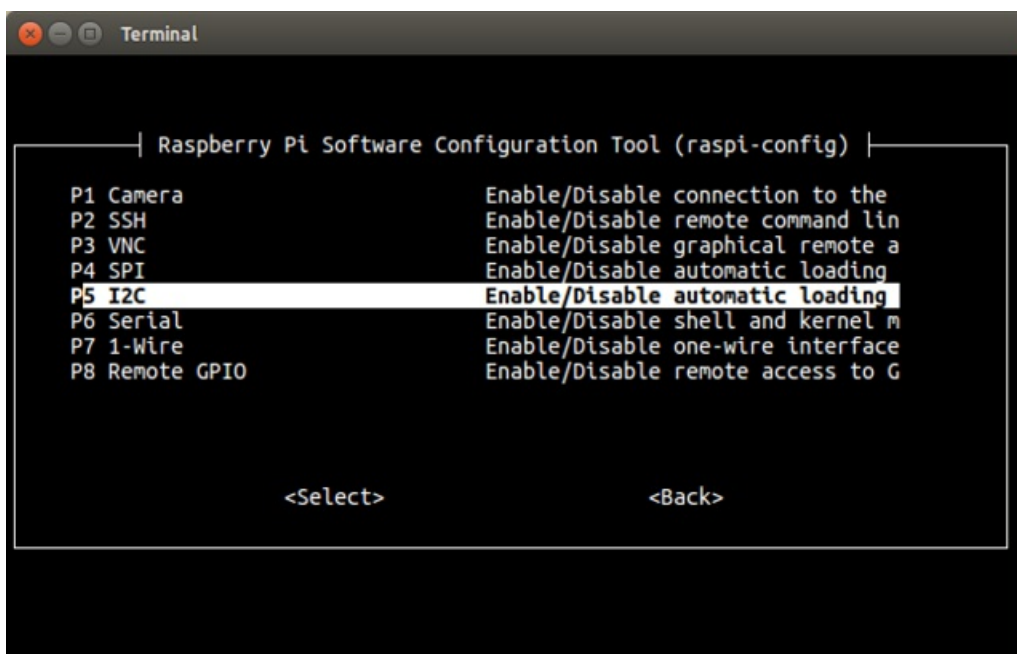 Terminal
Raspberry Pi Software Configuration Tool (raspi-config)
P1 Camera Enable/Disable connection to the
P2 SSH Enable/Disable remote command lin
P3 VNC Enable/Disable graphical remote a
P4 SPI Enable/Disable automatic loading
P5 I2C Enable/Disable automatic loading
P6 Serial Enable/Disable shell and kernel m
P7 1-Wire Enable/Disable one-wire interface
P8 Remote GPIO Enable/Disable remote access to G
<Select> <Back>